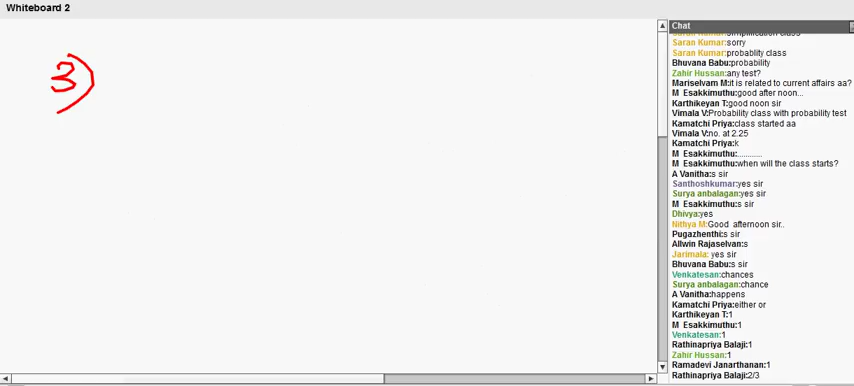 Whiteboard 2
3)
Chat
Saran Kumar:simplification class
Saran Kumar:sorry
Saran Kumar:probablity class
Bhuvana Babu:probability
Zahir Hussan:any test?
Mariselvam M:it is related to current affairs aa?
M Esakkimuthu:good after noon...
Karthikeyan T:good noon sir
Vimala V:Probability class with probability test
Kamatchi Priya:class started aa
Vimala V:no. at 2.25
Kamatchi Priya:k
M Esakkimuthu:............
M Esakkimuthu:when will the class starts?
A Vanitha:s sir
Santhoshkumar:yes sir
Surya anbalagan:yes sir
M Esakkimuthu:s sir
Dhivya:yes
Nithya M:Good afternoon sir..
Pugazhenthi:s sir
Allwin Rajaselvan:s
Jarimala: yes sir
Bhuvana Babu:s sir
Venkatesan:chances
Surya anbalagan:chance
A Vanitha:happens
Kamatchi Priya:either or
Karthikeyan T:1
M Esakkimuthu:1
Venkatesan:1
Rathinapriya Balaji:1
Zahir Hussan:1
Ramadevi Janarthanan:1
Rathinapriya Balaji:2/3